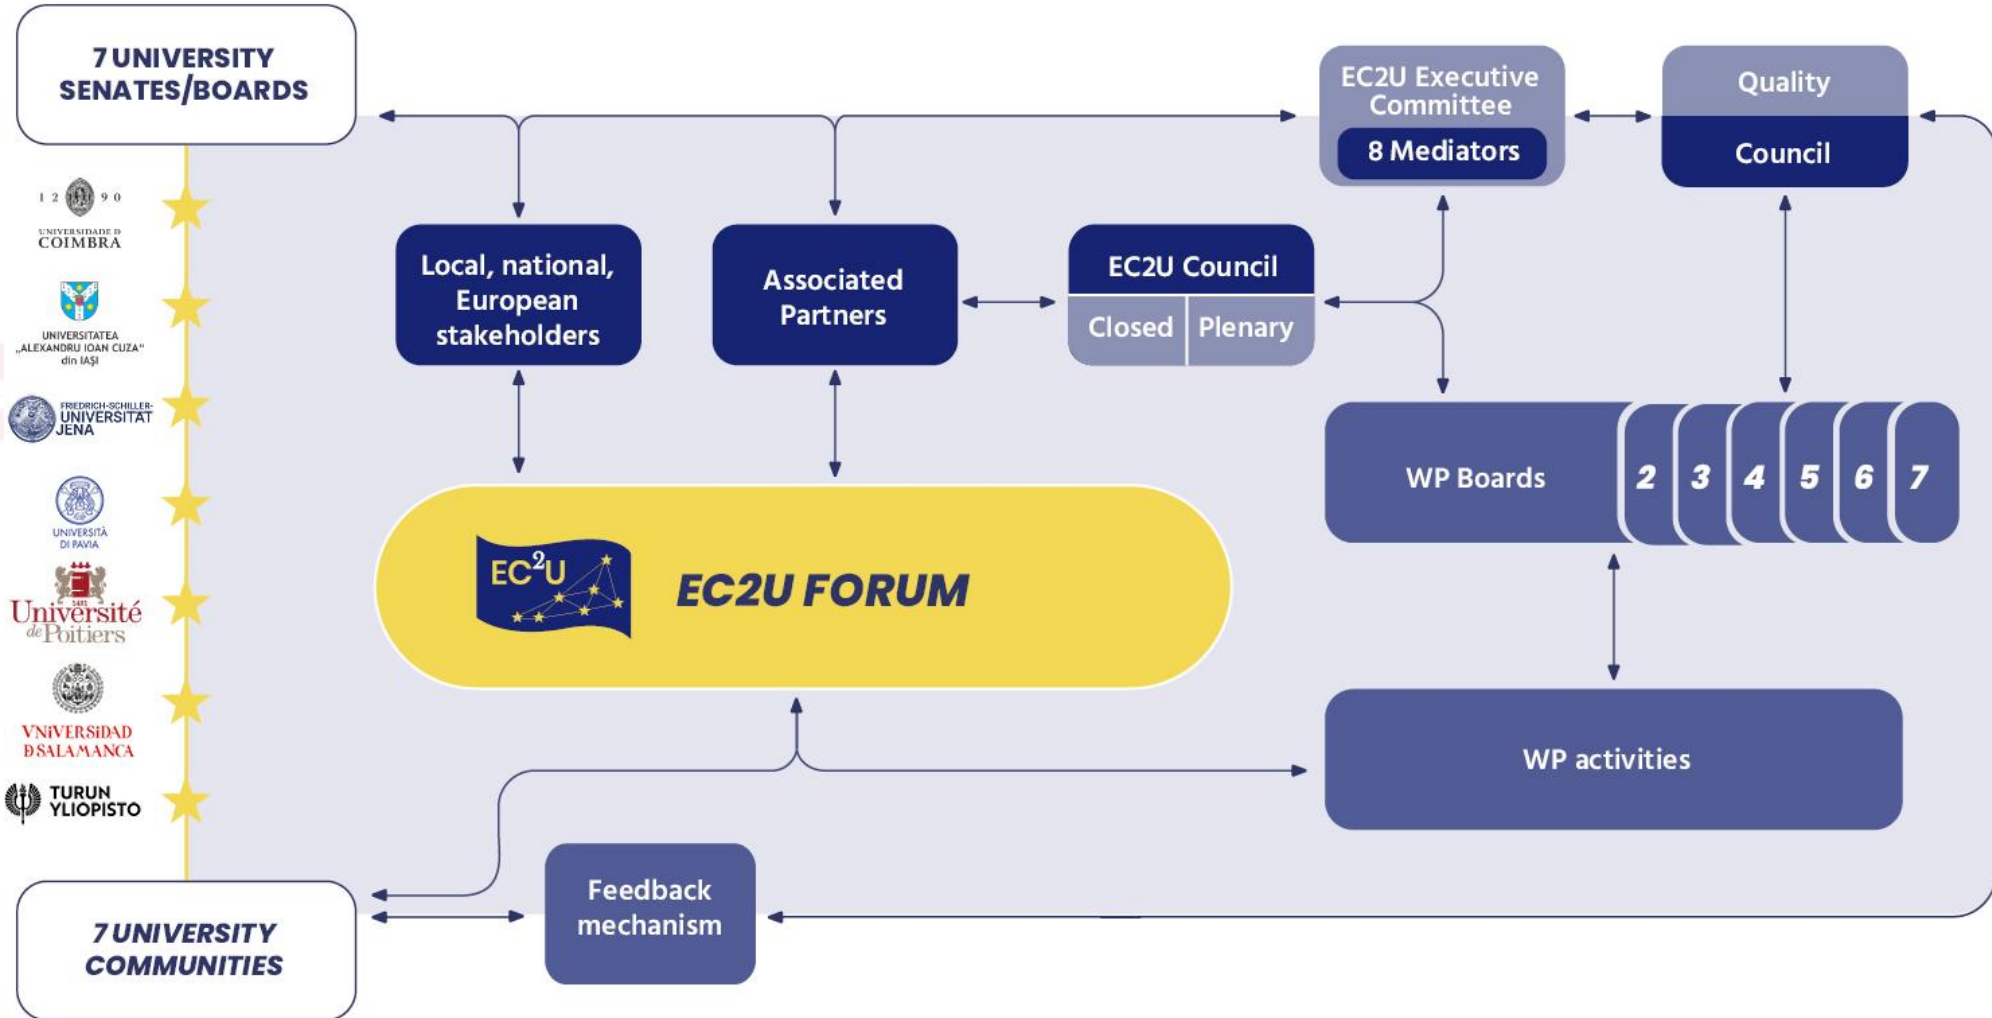 7 UNIVERSITY
SENATES/BOARDS
EC2U Executive
Committee
8 Mediators
Quality
Council
1 2 9 0
UNIVERSIDADE D
COIMBRA
UNIVERSITATEA
„ALEXANDRU IOAN CUZA”
din IAŞI
FRIEDRICH-SCHILLER-
UNIVERSITÄT
JENA
UNIVERSITÀ
DI PAVIA
1431
Université
de Poitiers
VNiVERSiDAD
D SALAMANCA
TURUN
YLIOPISTO
Local, national,
European
stakeholders
Associated
Partners
EC2U Council
Closed
Plenary
WP Boards
2
3
4
5
6
7
EC²U
EC2U FORUM
WP activities
Feedback
mechanism
7 UNIVERSITY
COMMUNITIES